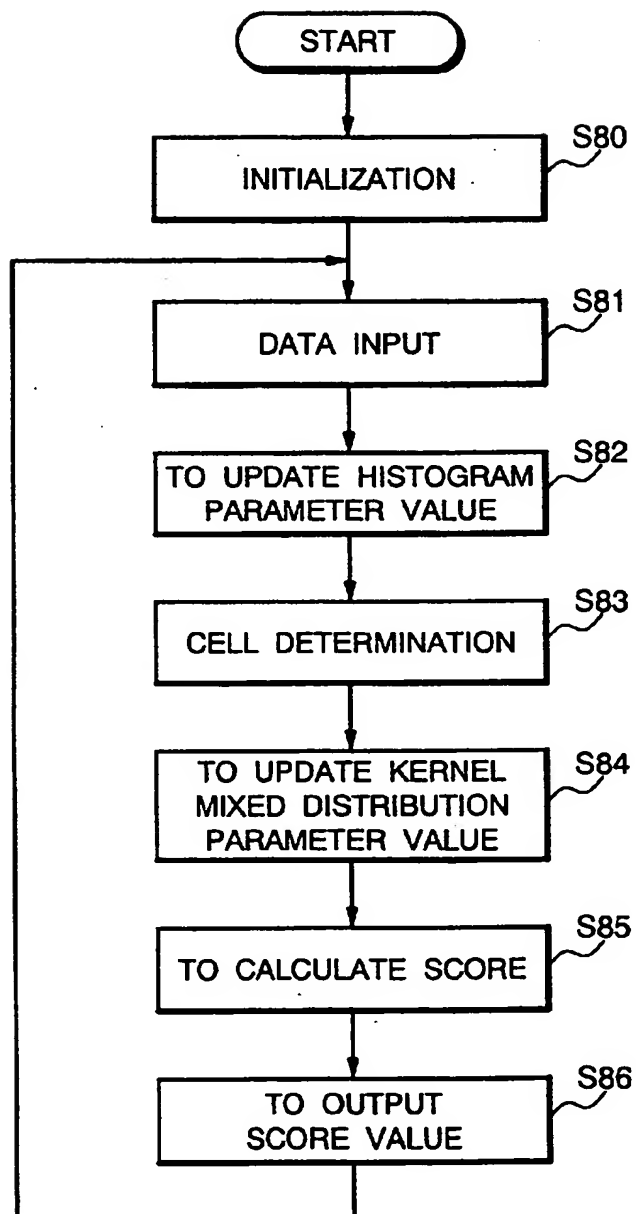 START
S80
INITIALIZATION
S81
DATA INPUT
S82
TO UPDATE HISTOGRAM
PARAMETER VALUE
S83
CELL DETERMINATION
S84
TO UPDATE KERNEL
MIXED DISTRIBUTION
PARAMETER VALUE
S85
TO CALCULATE SCORE
S86
TO OUTPUT
SCORE VALUE